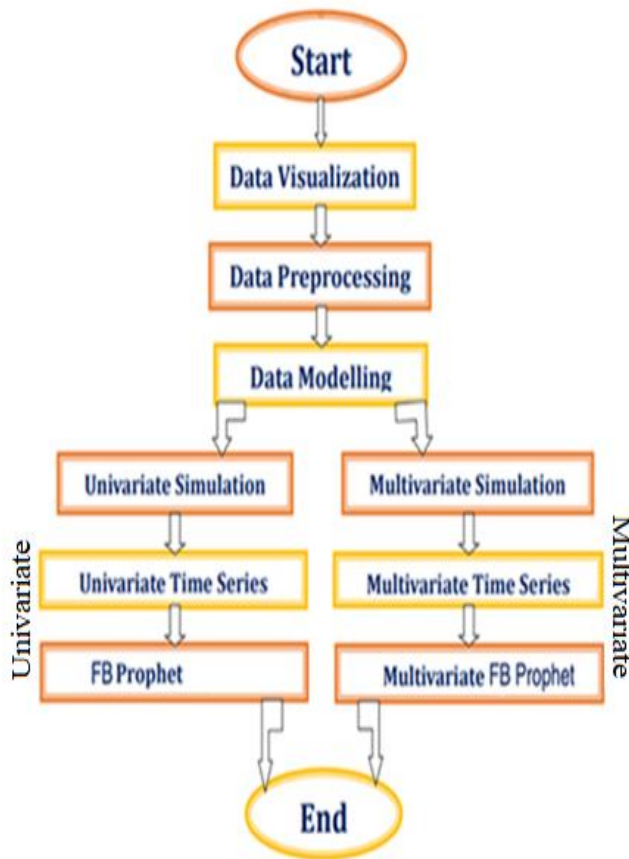 Start
Data Visualization
Data Preprocessing
Data Modelling
Univariate Simulation
Univariate Time Series
FB Prophet
Univariate
Multivariate Simulation
Multivariate Time Series
Multivariate FB Prophet
Multivariate
End